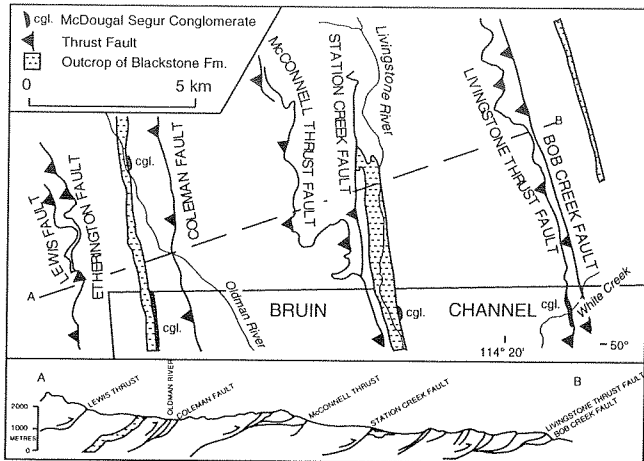 cgl. McDougal Segur Conglomerate
Thrust Fault
Outcrop of Blackstone Fm.
0 5 km
LEWIS FAULT
ETHERINGTON FAULT
cgl.
COLEMAN FAULT
McCONNELL THRUST FAULT
STATION CREEK FAULT
Livingstone River
LIVINGSTONE THRUST FAULT
B
BOB CREEK FAULT
A
cgl.
Oldman River
BRUIN CHANNEL
cgl.
cgl.
White Creek
114° 20'
50°
A
B
LEWIS THRUST
OLDMAN RIVER
COLEMAN FAULT
McCONNELL THRUST
STATION CREEK FAULT
LIVINGSTONE THRUST FAULT
BOB CREEK FAULT
2000
1000
METRES
0